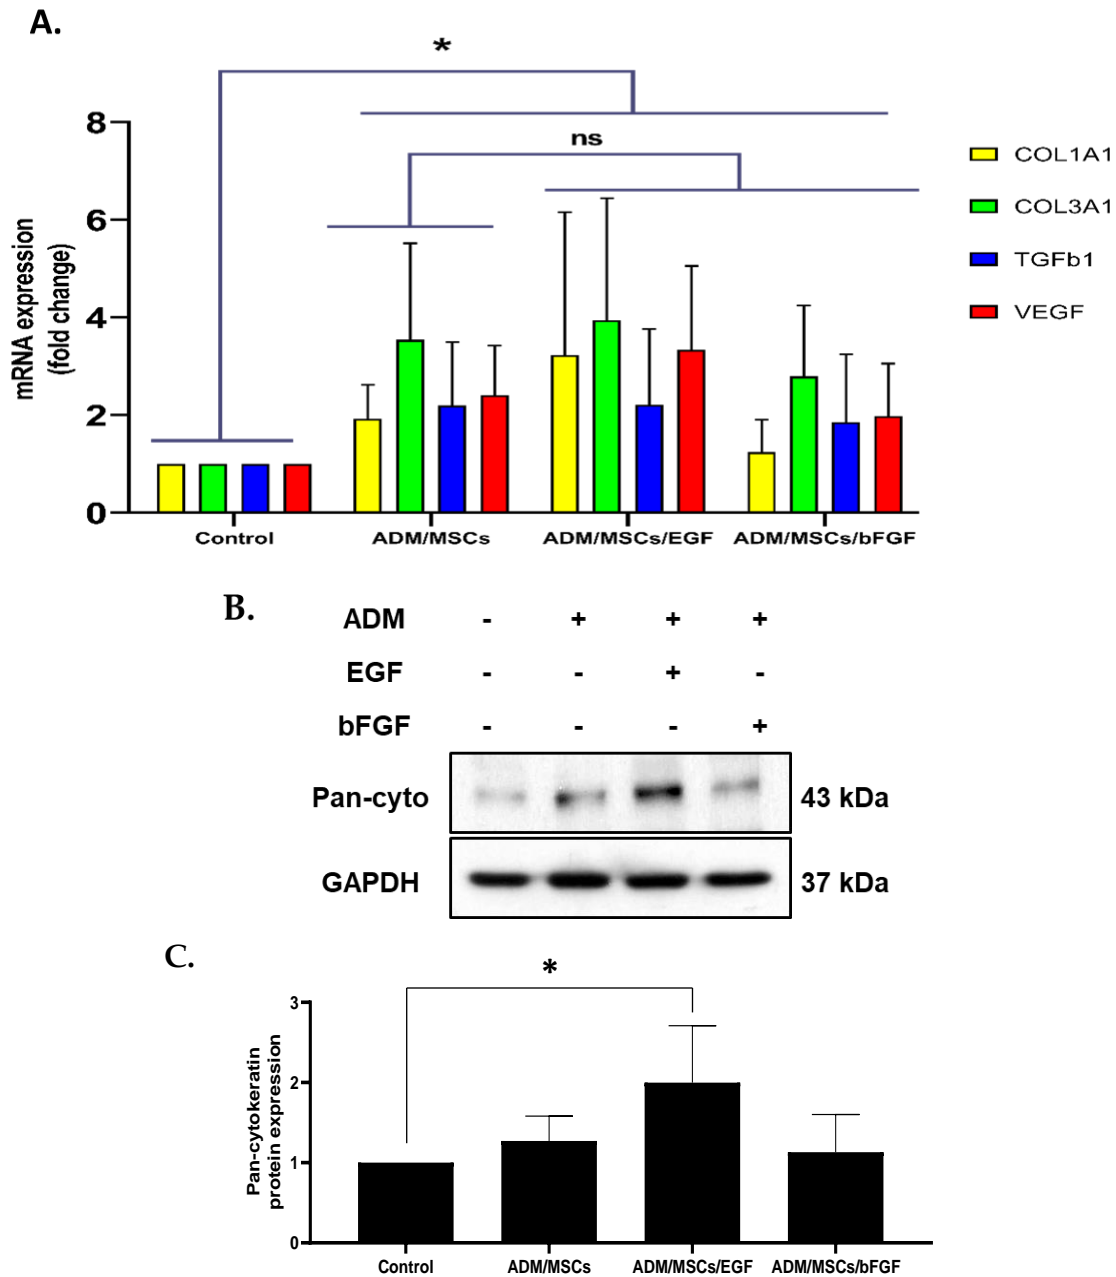 A.
*
8
ns
COL1A1
COL3A1
TGFb1
VEGF
6
4
2
0
mRNA expression
(fold change)
Control ADM/MSCs ADM/MSCs/EGF ADM/MSCs/bFGF
B.
ADM - + + +
EGF - - + -
bFGF - - - +
Pan-cyto 43 kDa
GAPDH 37 kDa
C.
*
3
2
1
0
Pan-cytokeratin
protein expression
Control ADM/MSCs ADM/MSCs/EGF ADM/MSCs/bFGF